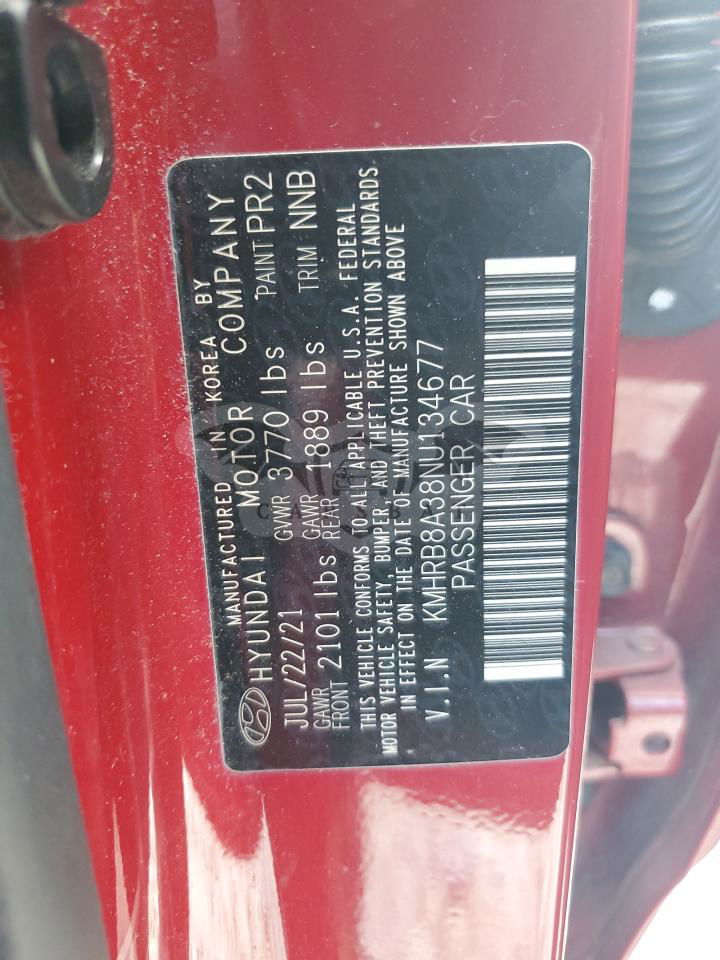 MANUFACTURED IN KOREA BY
HYUNDAI MOTOR COMPANY
JUL/22/21 GVWR 3770 lbs PAINT PR2
GAWR FRONT 2101 lbs GAWR REAR 1889 lbs TRIM NNB
THIS VEHICLE CONFORMS TO ALL APPLICABLE U.S.A. FEDERAL
MOTOR VEHICLE SAFETY, BUMPER, AND THEFT PREVENTION STANDARDS
IN EFFECT ON THE DATE OF MANUFACTURE SHOWN ABOVE
V.I.N KMHRB8A38NU134677
PASSENGER CAR